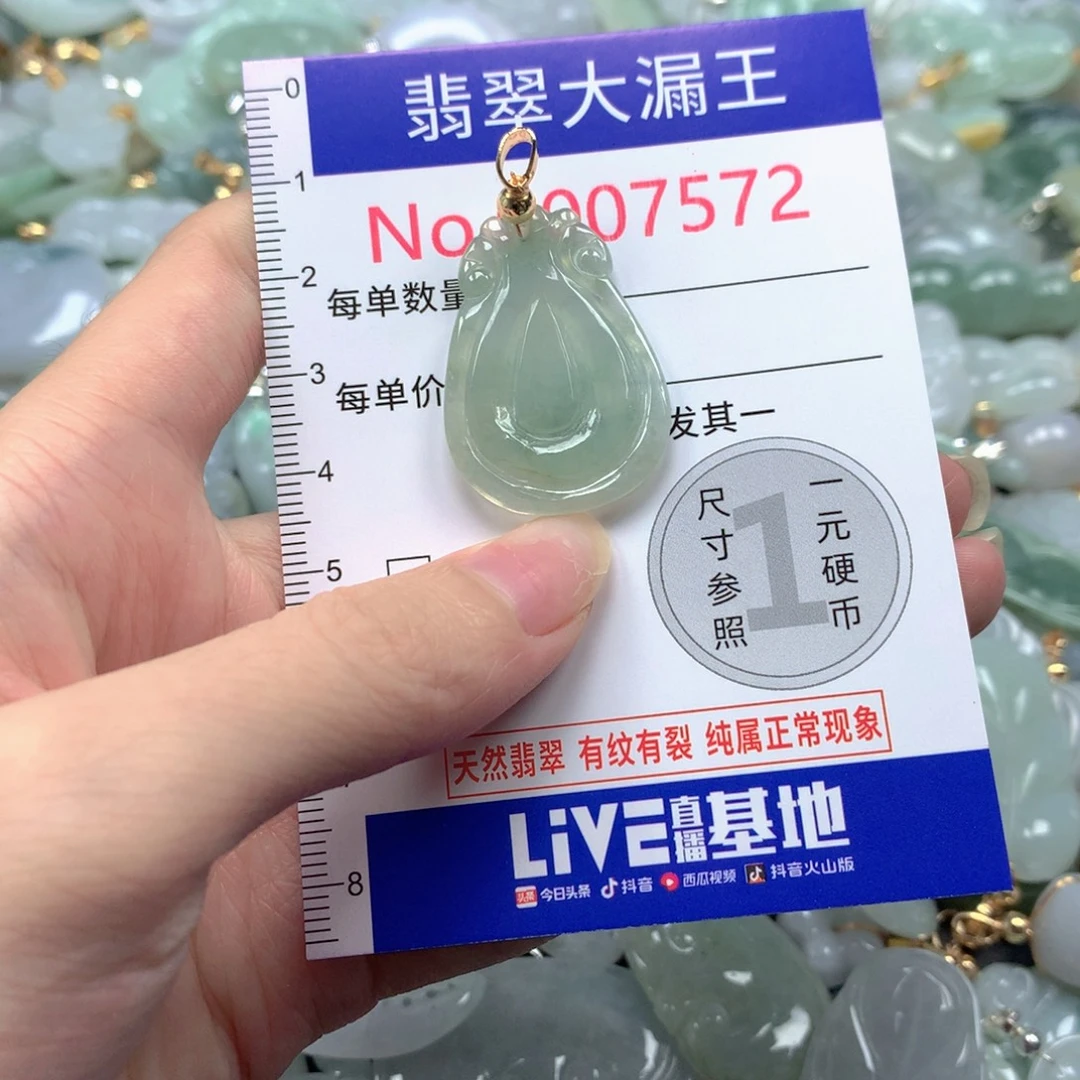 翡翠大漏王
No 007572
每单数量
每单价
发其一
尺寸参照
1
一元硬币
天然翡翠 有纹有裂 纯属正常现象
LiVE直播基地
头条 今日头条 抖音 西瓜视频 抖音火山版
0
1
2
3
4
5
8